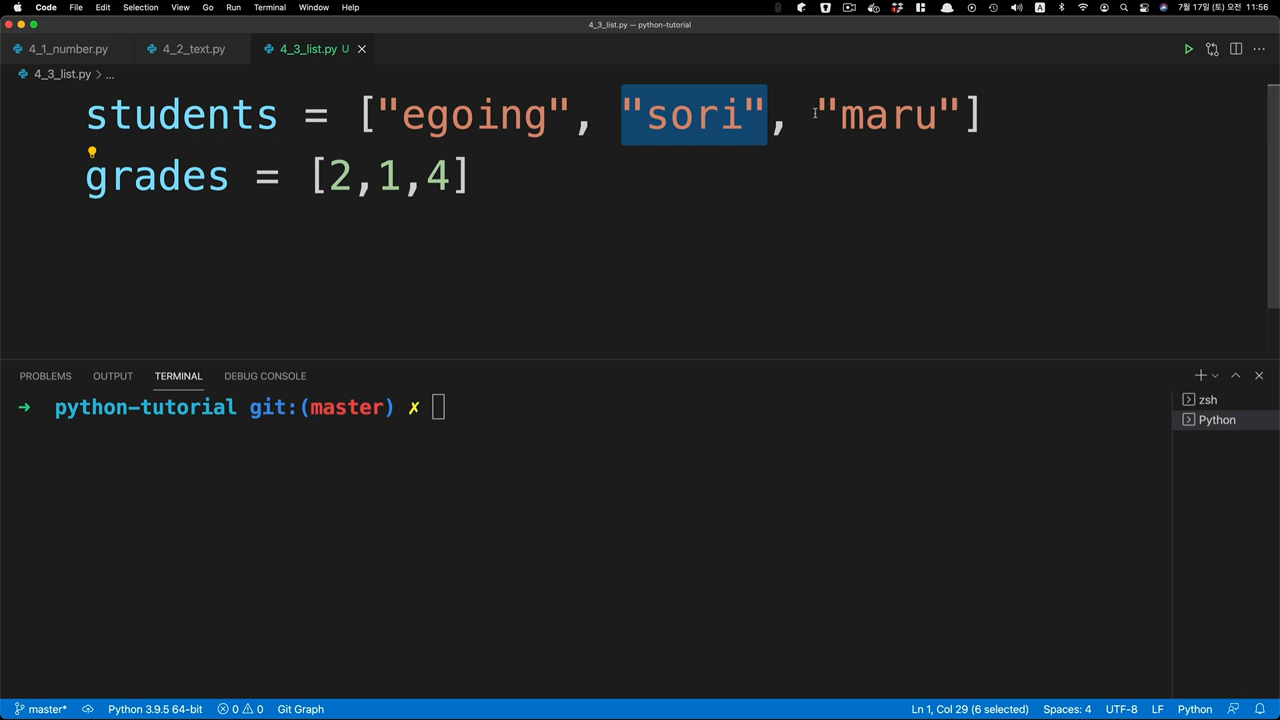 Code File Edit Selection View Go Run Terminal Window Help
A 7월 17일 (토) 오전 11:56
4_3_list.py — python-tutorial
4_1_number.py 4_2_text.py 4_3_list.py U
4_3_list.py > ...
students = ["egoing", "sori", "maru"]
grades = [2,1,4]
PROBLEMS OUTPUT TERMINAL DEBUG CONSOLE
→ python-tutorial git:(master) ✗
zsh
Python
master* Python 3.9.5 64-bit 0 0 Git Graph Ln 1, Col 29 (6 selected) Spaces: 4 UTF-8 LF Python